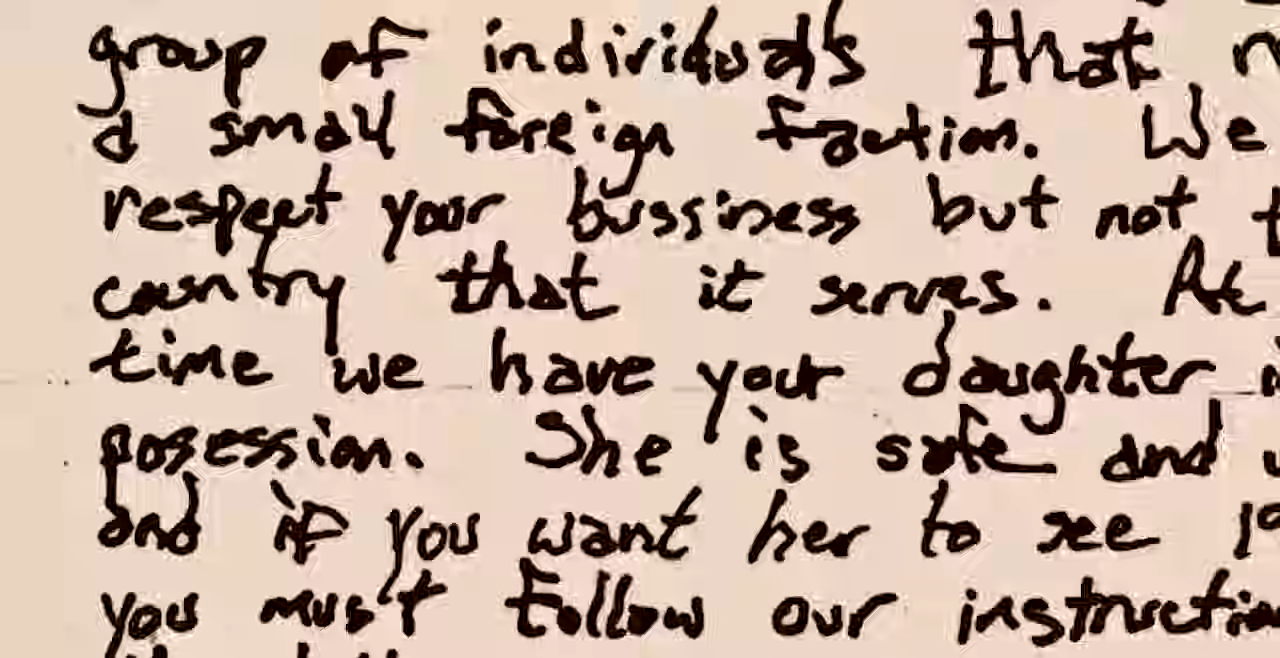 group of individuals that
a small foreign faction. We
respect your bussiness but not
country that it serves. At
time we have your daughter
posession. She is safe and
and if you want her to see 19
you must follow our instructio